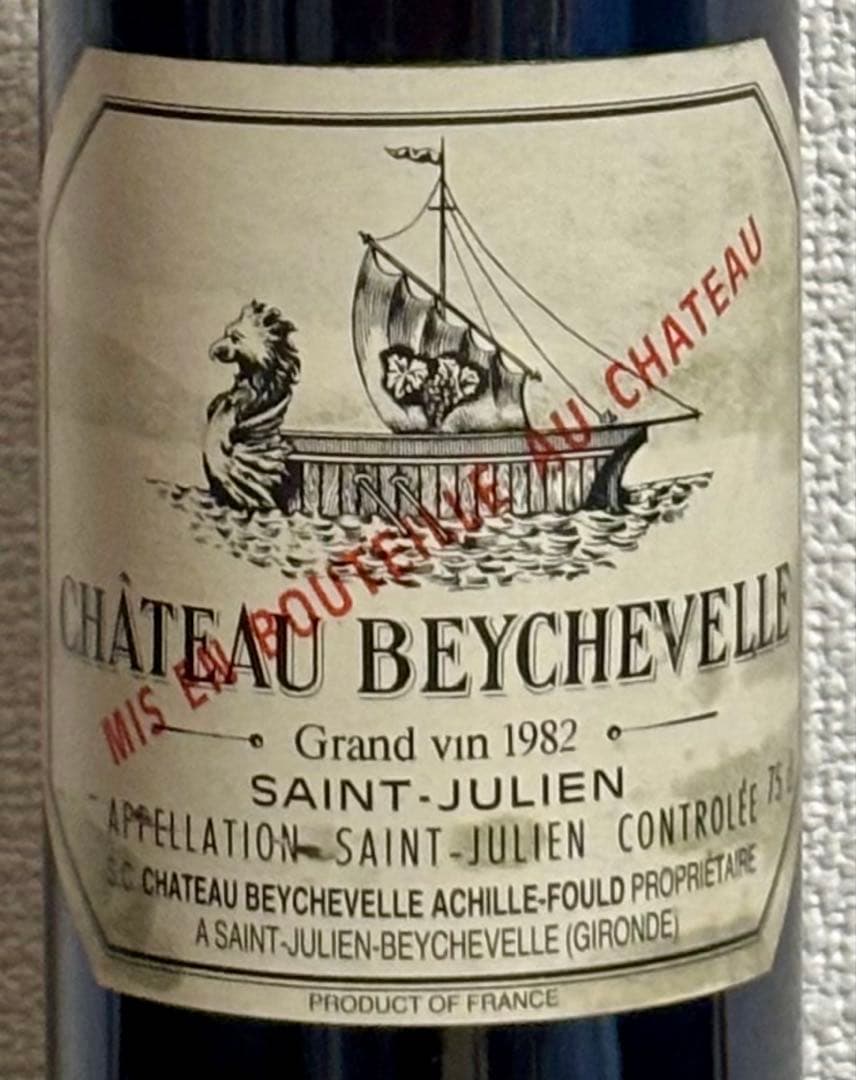 MIS EN BOUTEILLE AU CHATEAU
CHÂTEAU BEYCHEVELLE
Grand vin 1982
SAINT-JULIEN
APPELLATION SAINT-JULIEN CONTROLÉE 75
S.C. CHATEAU BEYCHEVELLE ACHILLE-FOULD PROPRIÉTAIRE
A SAINT-JULIEN-BEYCHEVELLE (GIRONDE)
PRODUCT OF FRANCE